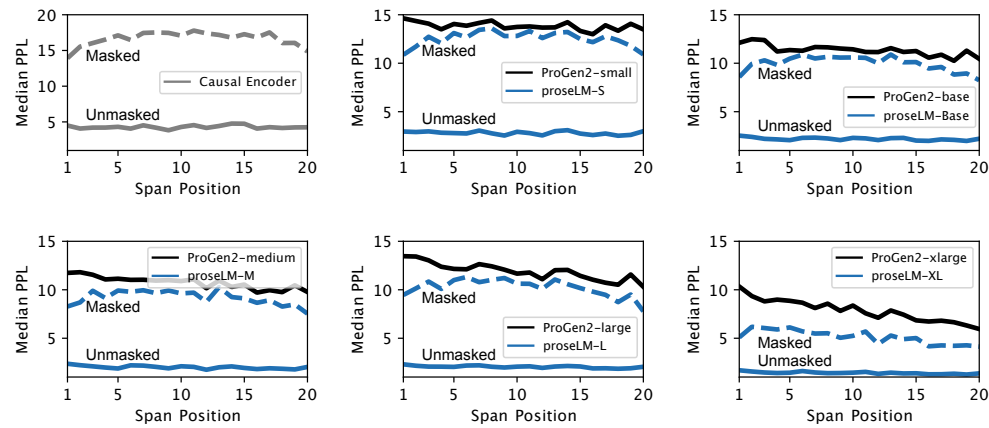 20
15
10
5
Median PPL
Masked
Causal Encoder
Unmasked
1 5 10 15 20
Span Position
15
10
5
Median PPL
Masked
ProGen2-small
proseLM-S
Unmasked
1 5 10 15 20
Span Position
15
10
5
Median PPL
Masked
ProGen2-base
proseLM-Base
Unmasked
1 5 10 15 20
Span Position
15
10
5
Median PPL
ProGen2-medium
proseLM-M
Masked
Unmasked
1 5 10 15 20
Span Position
15
10
5
Median PPL
Masked
ProGen2-large
proseLM-L
Unmasked
1 5 10 15 20
Span Position
15
10
5
Median PPL
ProGen2-xlarge
proseLM-XL
Masked
Unmasked
1 5 10 15 20
Span Position